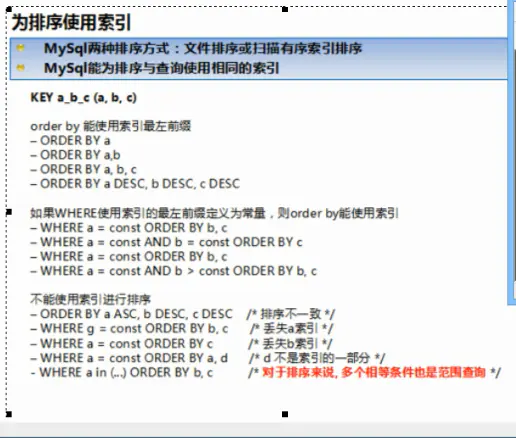 为排序使用索引
MySql两种排序方式：文件排序或扫描有序索引排序
MySql能为排序与查询使用相同的索引
KEY a_b_c (a, b, c)
order by 能使用索引最左前缀
– ORDER BY a
– ORDER BY a,b
– ORDER BY a, b, c
– ORDER BY a DESC, b DESC, c DESC
如果WHERE使用索引的最左前缀定义为常量，则order by能使用索引
– WHERE a = const ORDER BY b, c
– WHERE a = const AND b = const ORDER BY c
– WHERE a = const ORDER BY b, c
– WHERE a = const AND b > const ORDER BY b, c
不能使用索引进行排序
– ORDER BY a ASC, b DESC, c DESC /* 排序不一致 */
– WHERE g = const ORDER BY b, c /* 丢失a索引 */
– WHERE a = const ORDER BY c /* 丢失b索引 */
– WHERE a = const ORDER BY a, d /* d 不是索引的一部分 */
- WHERE a in (...) ORDER BY b, c /* 对于排序来说, 多个相等条件也是范围查询 */